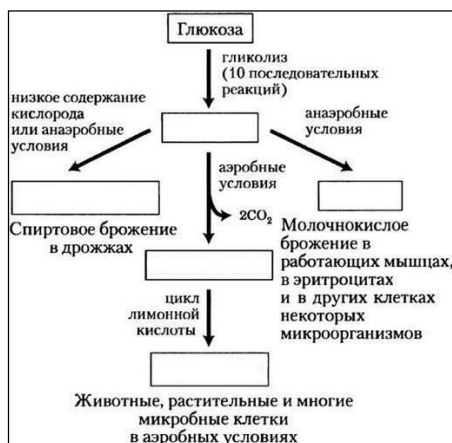 Глюкоза
гликолиз
(10 последовательных
реакций)
низкое содержание
кислорода
или анаэробные
условия
анаэробные
условия
аэробные
условия
2CO₂
Спиртовое брожение
в дрожжах
Молочнокислое
брожение в
работающих мышцах,
в эритроцитах
и в других клетках
некоторых
микроорганизмов
цикл
лимонной
кислоты
Животные, растительные и многие
микробные клетки
в аэробных условиях